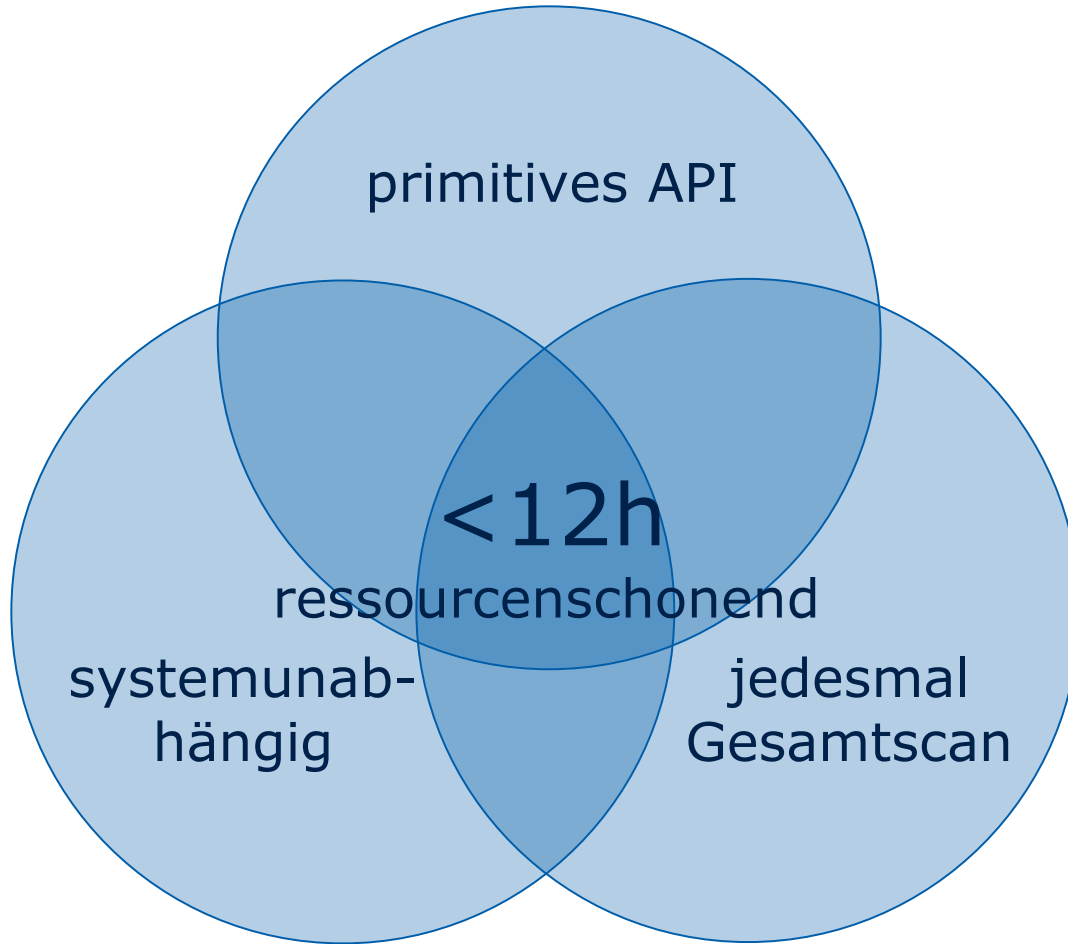 primitives API
<12h
ressourcenschonend
systemunab-
hängig
jedesmal
Gesamtscan